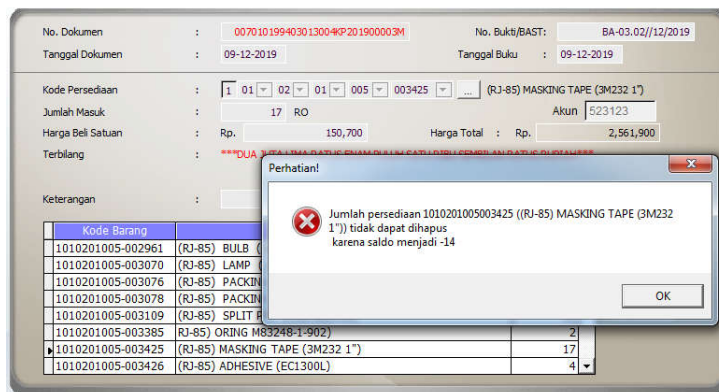 No. Dokumen : 007010199403013004KP201900003M No. Bukti/BAST: BA-03.02//12/2019
Tanggal Dokumen : 09-12-2019 Tanggal Buku : 09-12-2019
Kode Persediaan : 1 01 02 01 005 003425 ... (RJ-85) MASKING TAPE (3M232 1")
Jumlah Masuk : 17 RO Akun 523123
Harga Beli Satuan : Rp. 150,700 Harga Total : Rp. 2,561,900
Terbilang : ***DUA JUTA LIMA RATUS ENAM PULUH SATU RIBU SEMBILAN RATUS RUPIAH***
Perhatian!
Keterangan :
Jumlah persediaan 1010201005003425 ((RJ-85) MASKING TAPE (3M232
1")) tidak dapat dihapus
karena saldo menjadi -14
OK
Kode Barang
1010201005-002961 (RJ-85) BULB (
1010201005-003070 (RJ-85) LAMP (
1010201005-003076 (RJ-85) PACKIN
1010201005-003078 (RJ-85) PACKIN
1010201005-003109 (RJ-85) SPLIT P
1010201005-003385 RJ-85) ORING M83248-1-902) 2
1010201005-003425 (RJ-85) MASKING TAPE (3M232 1") 17
1010201005-003426 (RJ-85) ADHESIVE (EC1300L) 4